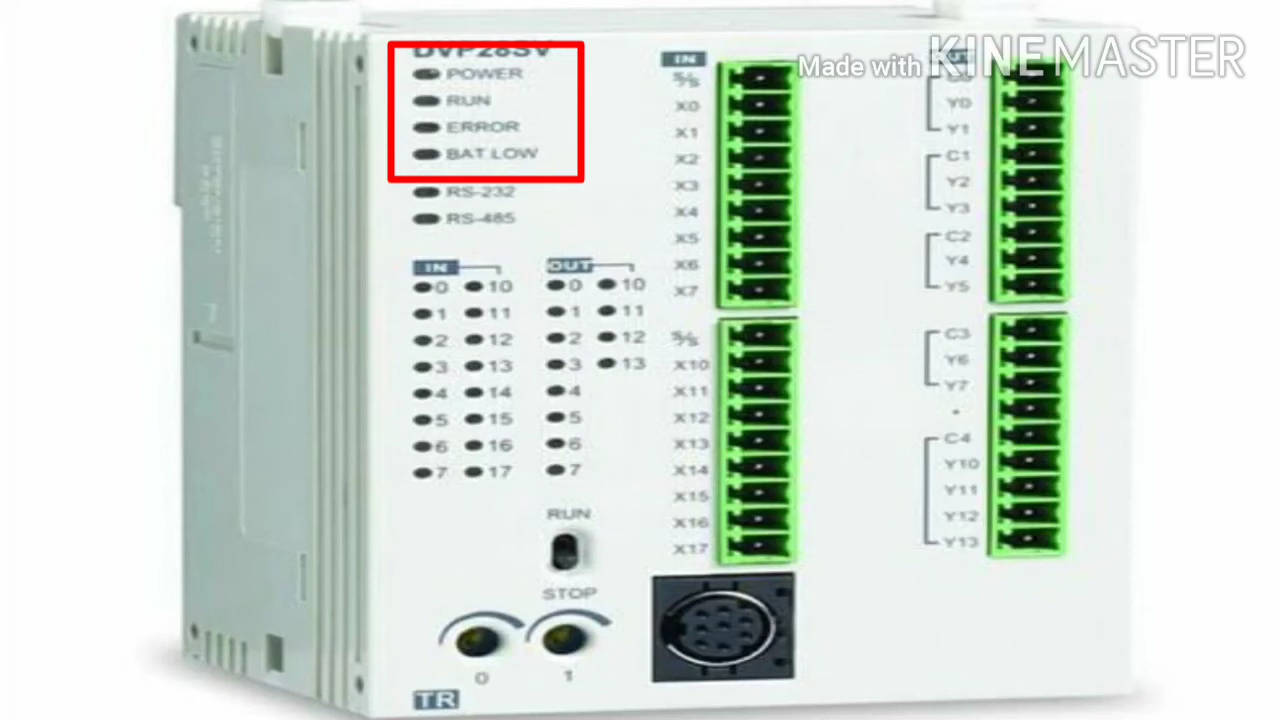 DVP28SV
POWER
RUN
ERROR
BAT.LOW
RS-232
RS-485
IN
0 10
1 11
2 12
3 13
4 14
5 15
6 16
7 17
OUT
0 10
1 11
2 12
3 13
4
5
6
7
RUN
STOP
0 1
TR
IN
S/S
X0
X1
X2
X3
X4
X5
X6
X7
S/S
X10
X11
X12
X13
X14
X15
X16
X17
Made with KINEMASTER
Y0
Y1
C1
Y2
Y3
C2
Y4
Y5
C3
Y6
Y7
C4
Y10
Y11
Y12
Y13